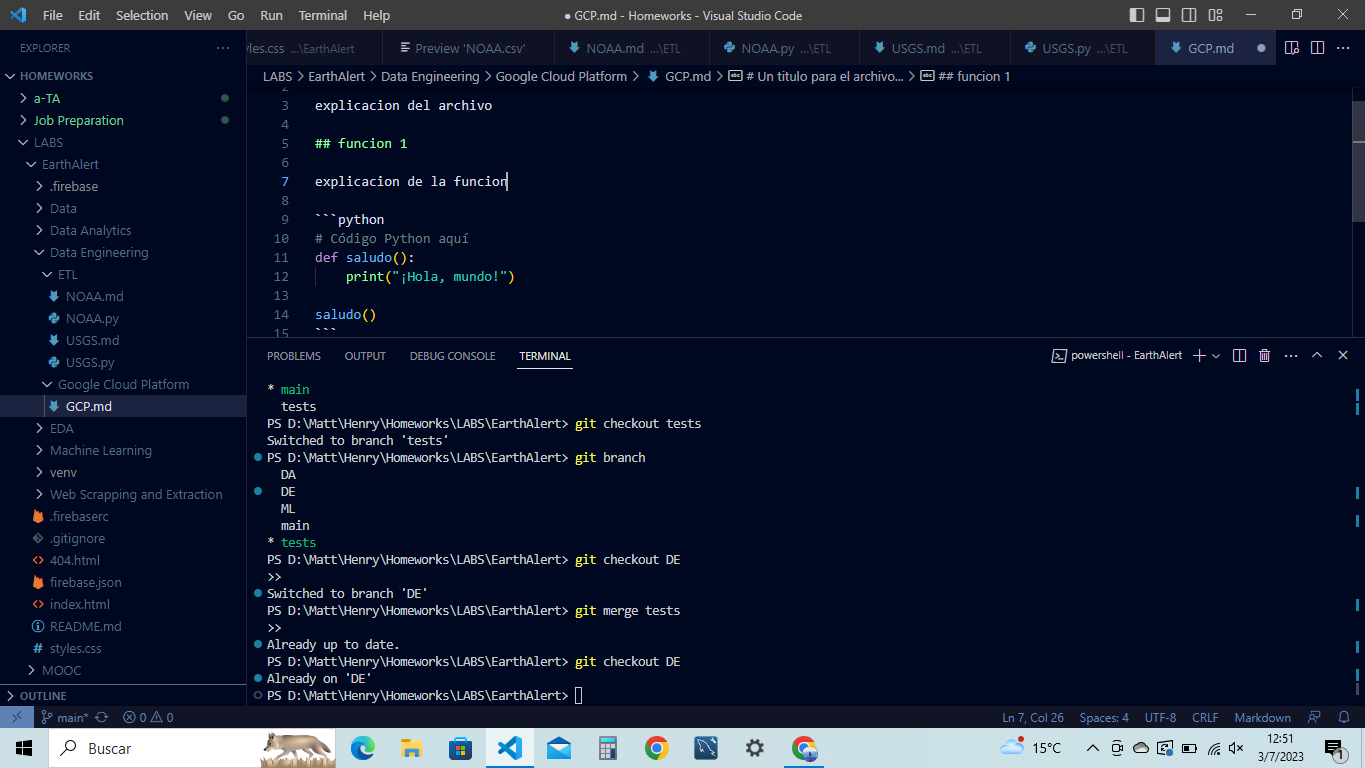 File Edit Selection View Go Run Terminal Help
● GCP.md - Homeworks - Visual Studio Code
EXPLORER
yles.css ...\EarthAlert
Preview 'NOAA.csv'
NOAA.md ...\ETL
NOAA.py ...\ETL
USGS.md ...\ETL
USGS.py ...\ETL
GCP.md
LABS > EarthAlert > Data Engineering > Google Cloud Platform > GCP.md > # Un titulo para el archivo... > ## funcion 1
HOMEWORKS
a-TA
Job Preparation
LABS
EarthAlert
.firebase
Data
Data Analytics
Data Engineering
ETL
NOAA.md
NOAA.py
USGS.md
USGS.py
Google Cloud Platform
GCP.md
EDA
Machine Learning
venv
Web Scrapping and Extraction
.firebaserc
.gitignore
404.html
firebase.json
index.html
README.md
styles.css
MOOC
OUTLINE
2
3 explicacion del archivo
4
5 ## funcion 1
6
7 explicacion de la funcion
8
9 ```python
10 # Código Python aquí
11 def saludo():
12     print("¡Hola, mundo!")
13
14 saludo()
15 ```
PROBLEMS OUTPUT DEBUG CONSOLE TERMINAL
powershell - EarthAlert
* main
  tests
PS D:\Matt\Henry\Homeworks\LABS\EarthAlert> git checkout tests
Switched to branch 'tests'
PS D:\Matt\Henry\Homeworks\LABS\EarthAlert> git branch
  DA
  DE
  ML
  main
* tests
PS D:\Matt\Henry\Homeworks\LABS\EarthAlert> git checkout DE
>>
Switched to branch 'DE'
PS D:\Matt\Henry\Homeworks\LABS\EarthAlert> git merge tests
>>
Already up to date.
PS D:\Matt\Henry\Homeworks\LABS\EarthAlert> git checkout DE
Already on 'DE'
PS D:\Matt\Henry\Homeworks\LABS\EarthAlert>
main* 0 0
Ln 7, Col 26 Spaces: 4 UTF-8 CRLF Markdown
Buscar
15°C
12:51
3/7/2023
1